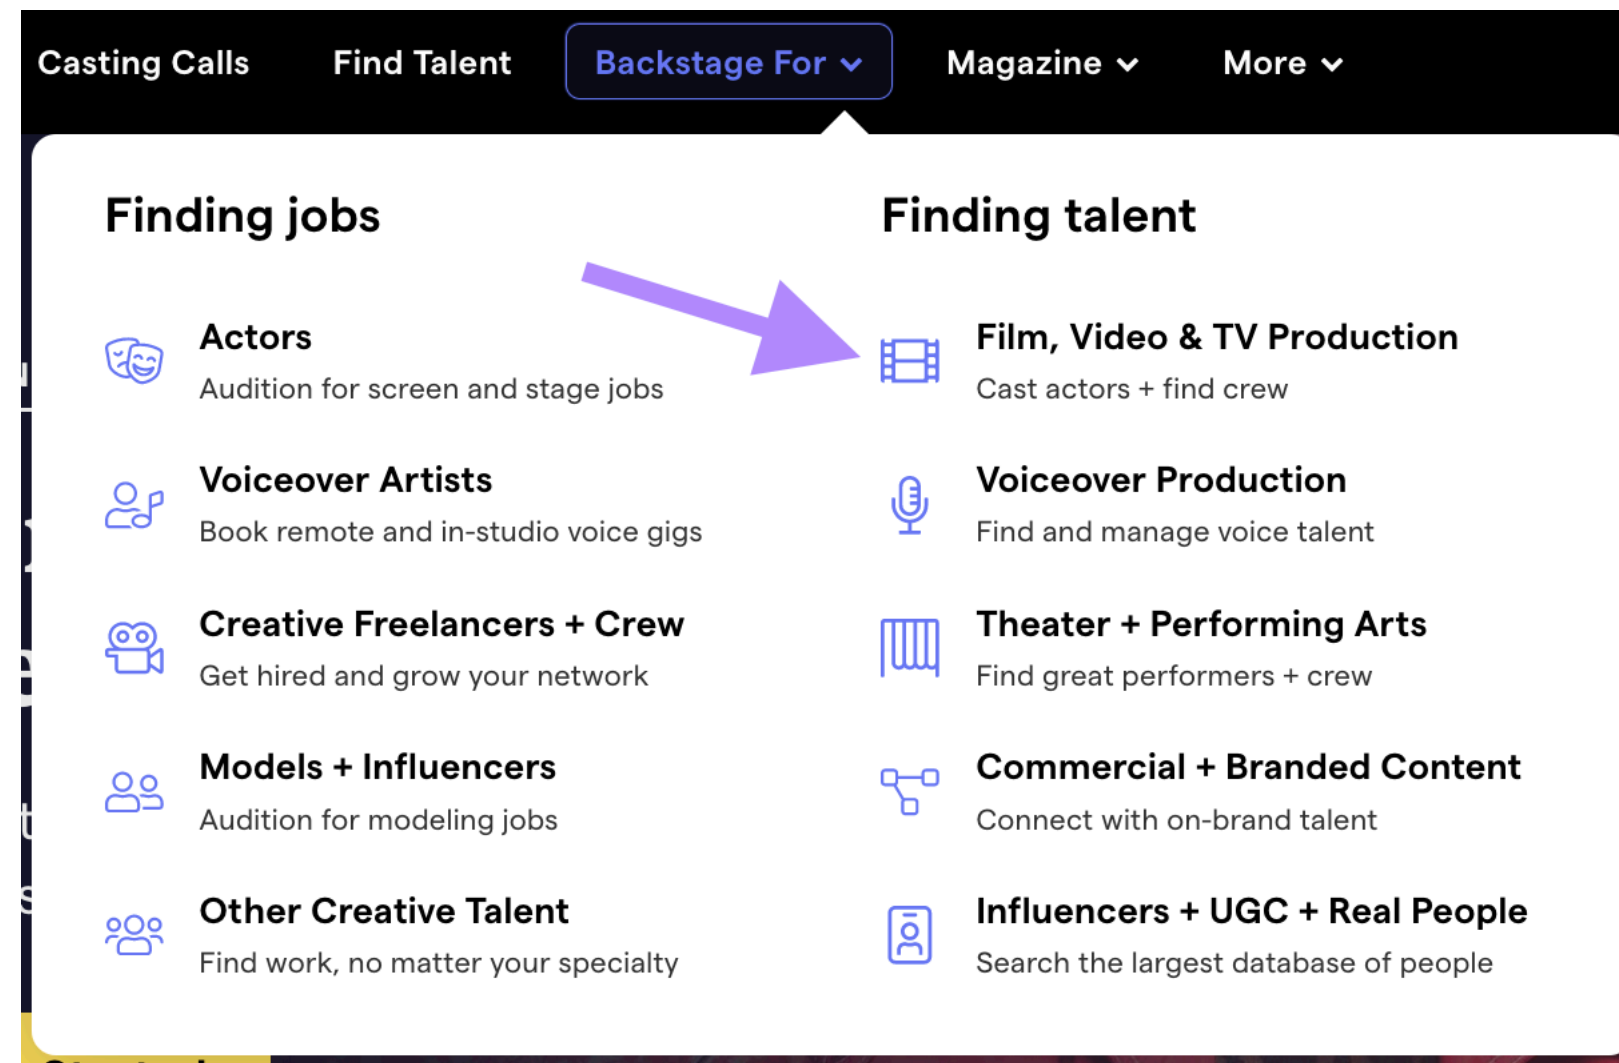 Casting Calls
Find Talent
Backstage For
Magazine
More
Finding jobs
Actors
Audition for screen and stage jobs
Voiceover Artists
Book remote and in-studio voice gigs
Creative Freelancers + Crew
Get hired and grow your network
Models + Influencers
Audition for modeling jobs
Other Creative Talent
Find work, no matter your specialty
Finding talent
Film, Video & TV Production
Cast actors + find crew
Voiceover Production
Find and manage voice talent
Theater + Performing Arts
Find great performers + crew
Commercial + Branded Content
Connect with on-brand talent
Influencers + UGC + Real People
Search the largest database of people